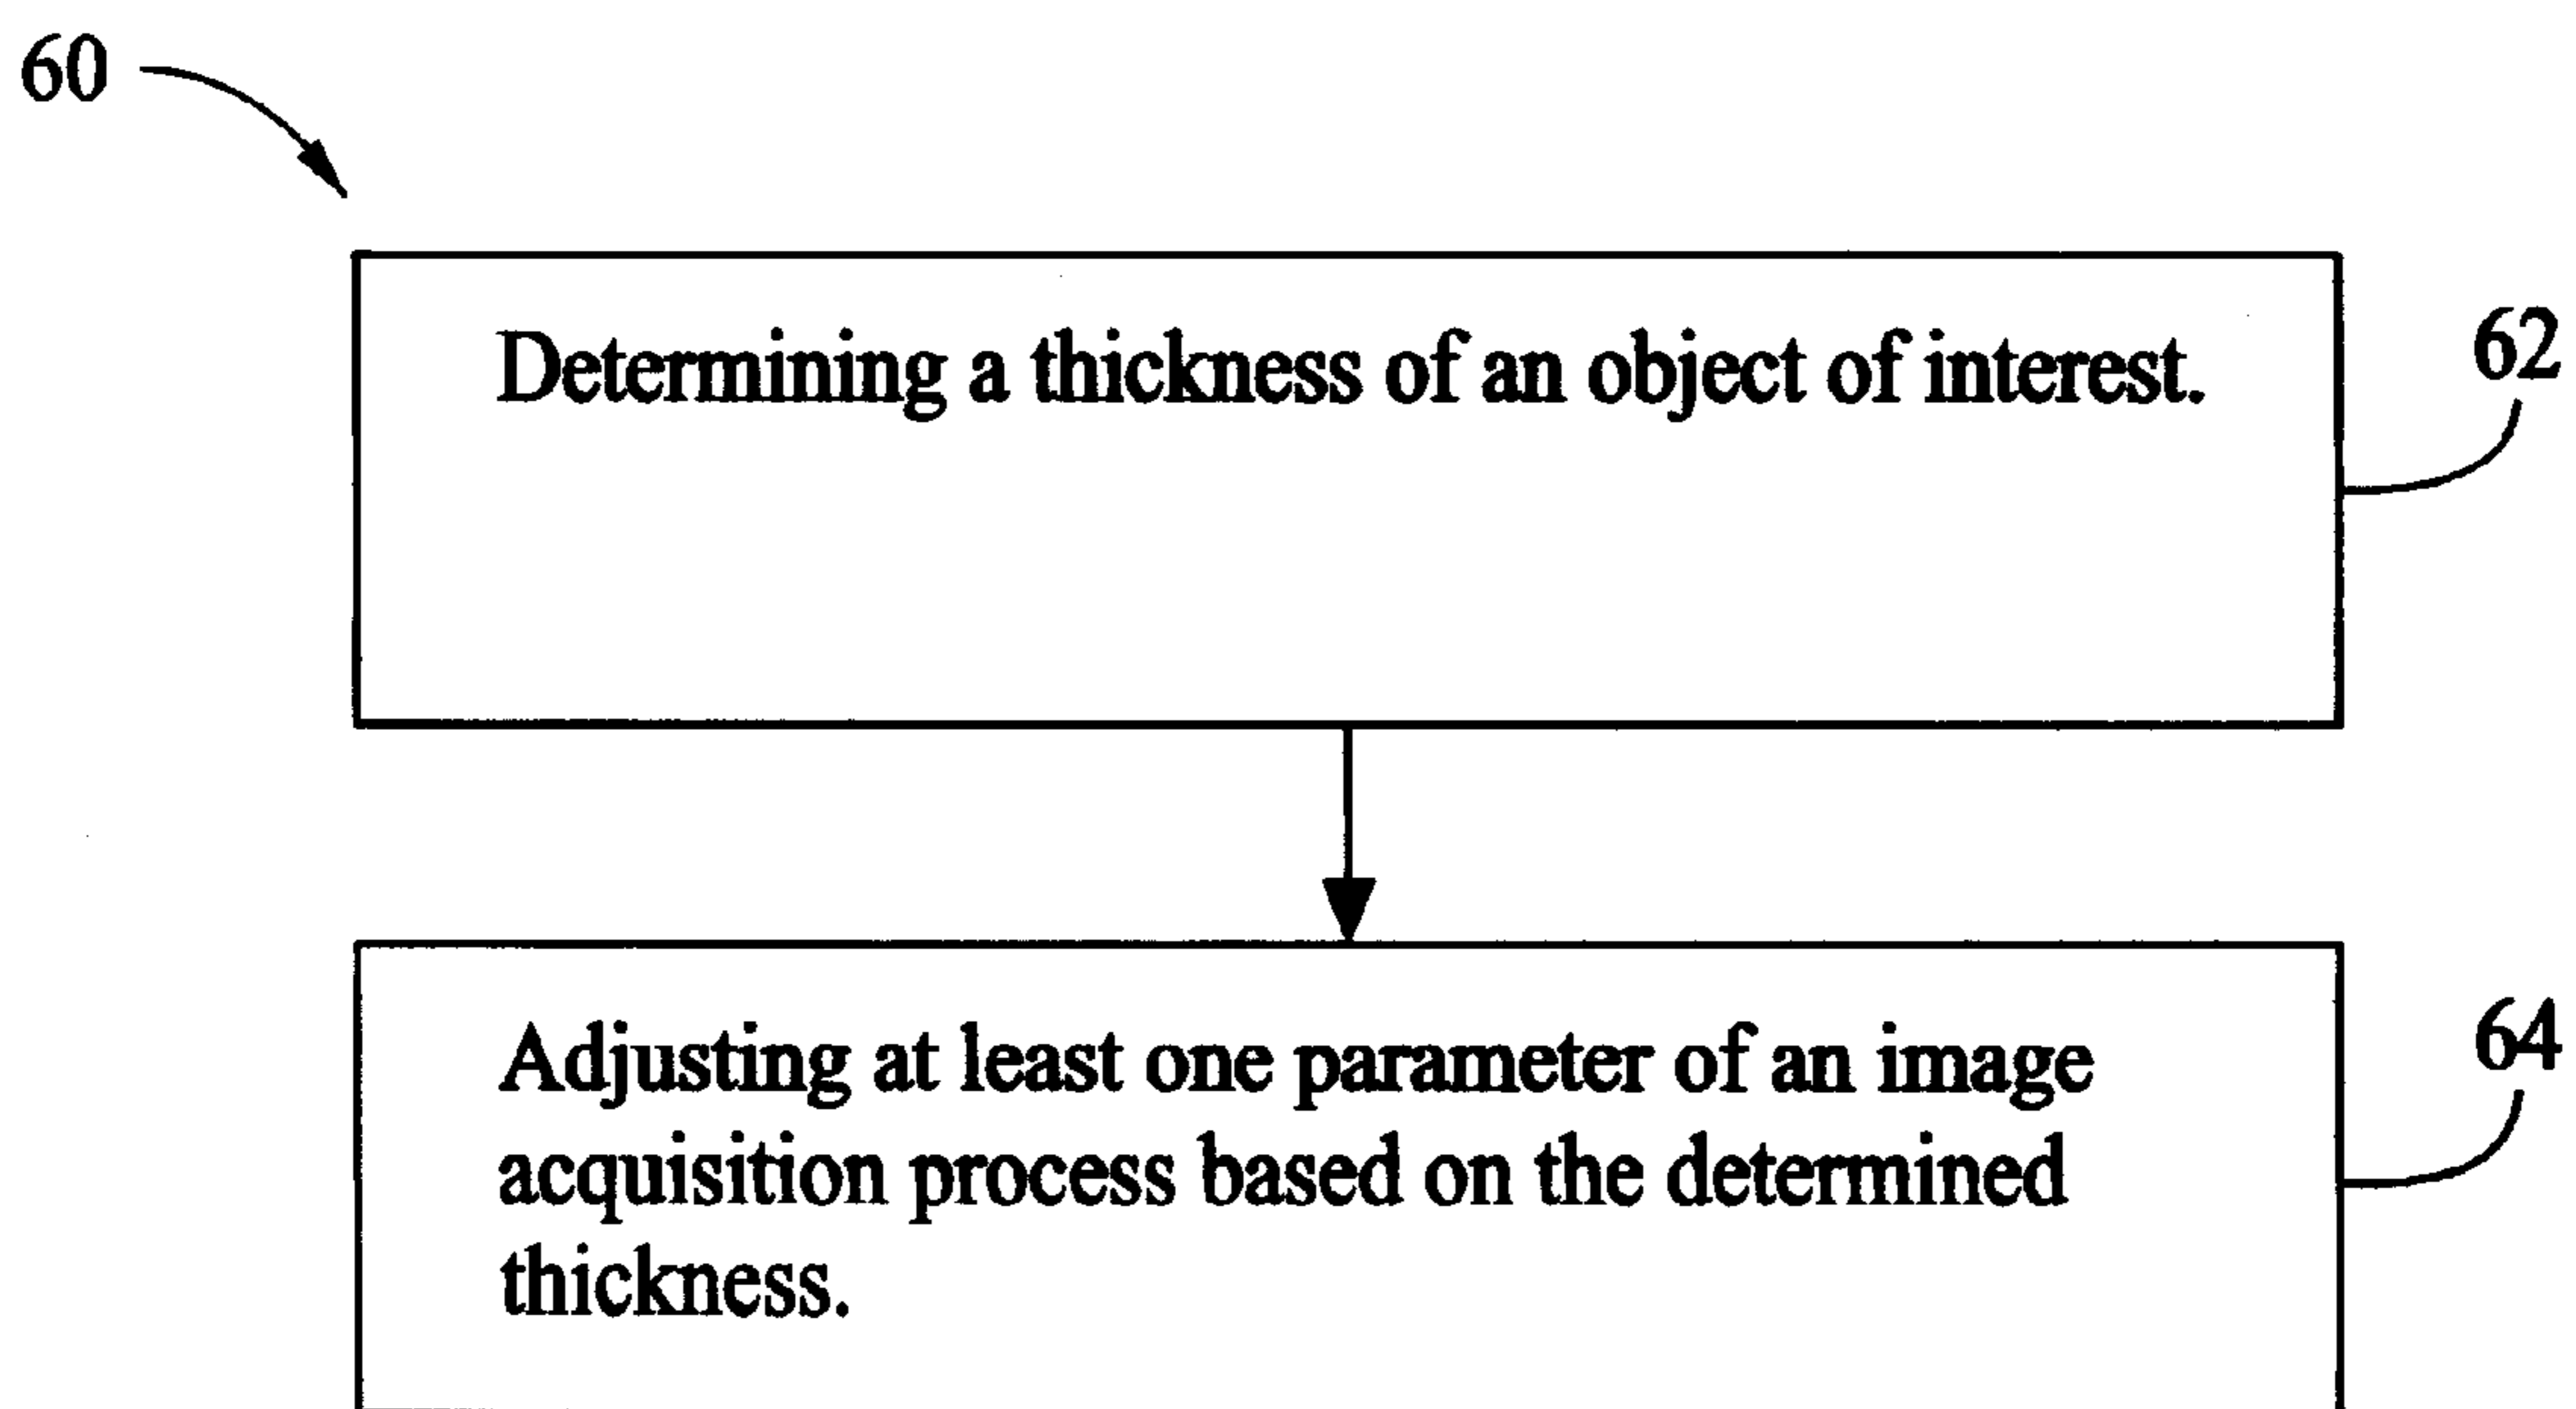 60
Determining a thickness of an object of interest.
62
Adjusting at least one parameter of an image
acquisition process based on the determined
thickness.
64